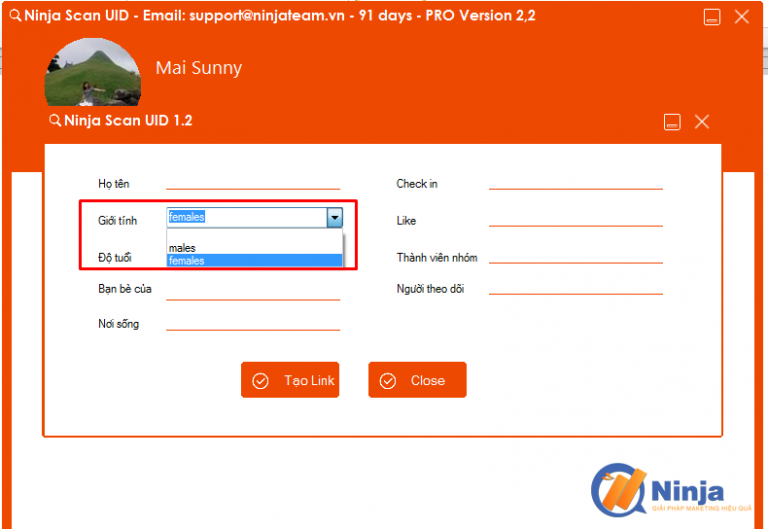 Ninja Scan UID - Email: support@ninjateam.vn - 91 days - PRO Version 2,2
Mai Sunny
Ninja Scan UID 1.2
Họ tên
Check in
Giới tính
females
Like
males
females
Độ tuổi
Thành viên nhóm
Bạn bè của
Người theo dõi
Nơi sống
Tạo Link
Close
Ninja
GIẢI PHÁP MAKETING HIỆU QUẢ